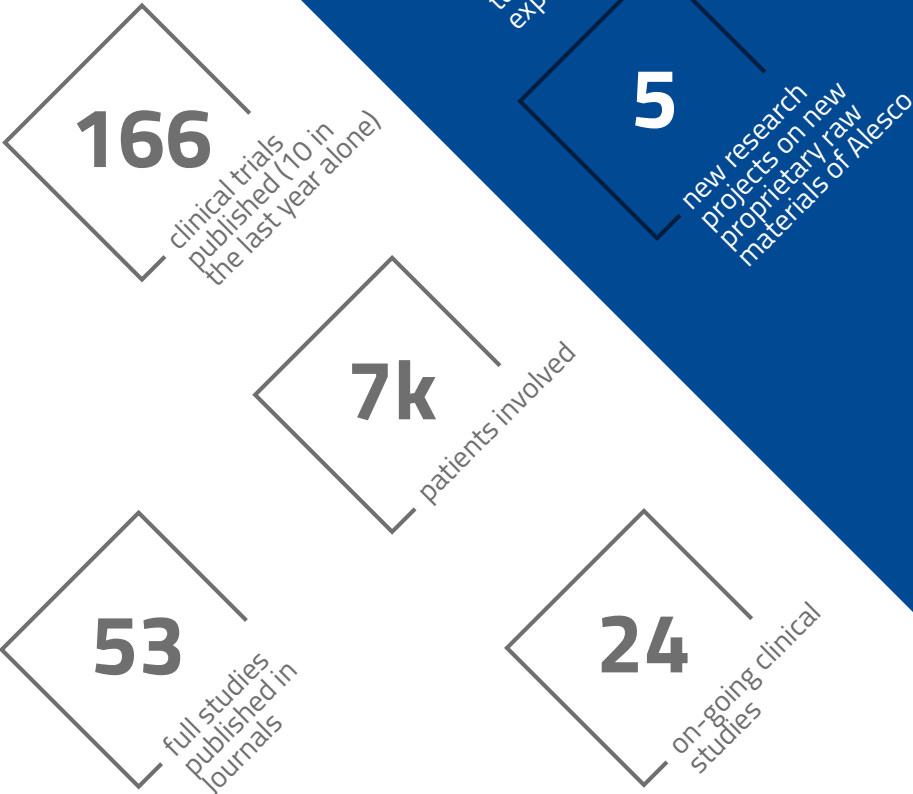 166
clinical trials
published (10 in
the last year alone)
5
new research
projects on new
proprietary raw
materials of Alesco
7k
patients involved
53
full studies
published in
Journals
24
on-going clinical
studies